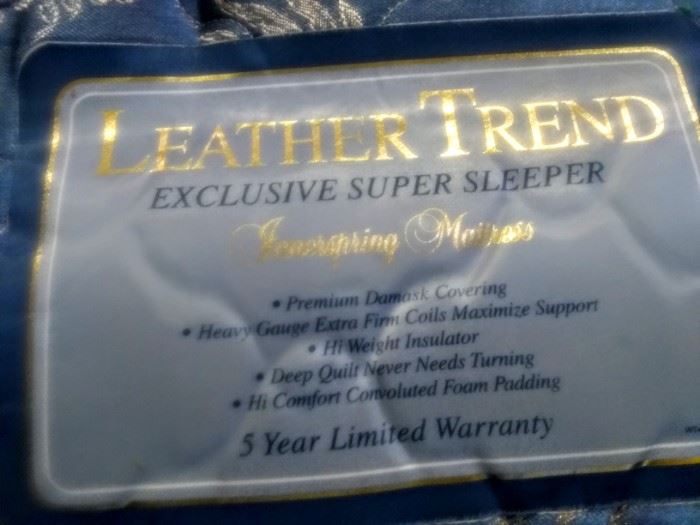 LEATHER TREND
EXCLUSIVE SUPER SLEEPER
Innerspring Mattress
• Premium Damask Covering
• Heavy Gauge Extra Firm Coils Maximize Support
• Hi Weight Insulator
• Deep Quilt Never Needs Turning
• Hi Comfort Convoluted Foam Padding
5 Year Limited Warranty